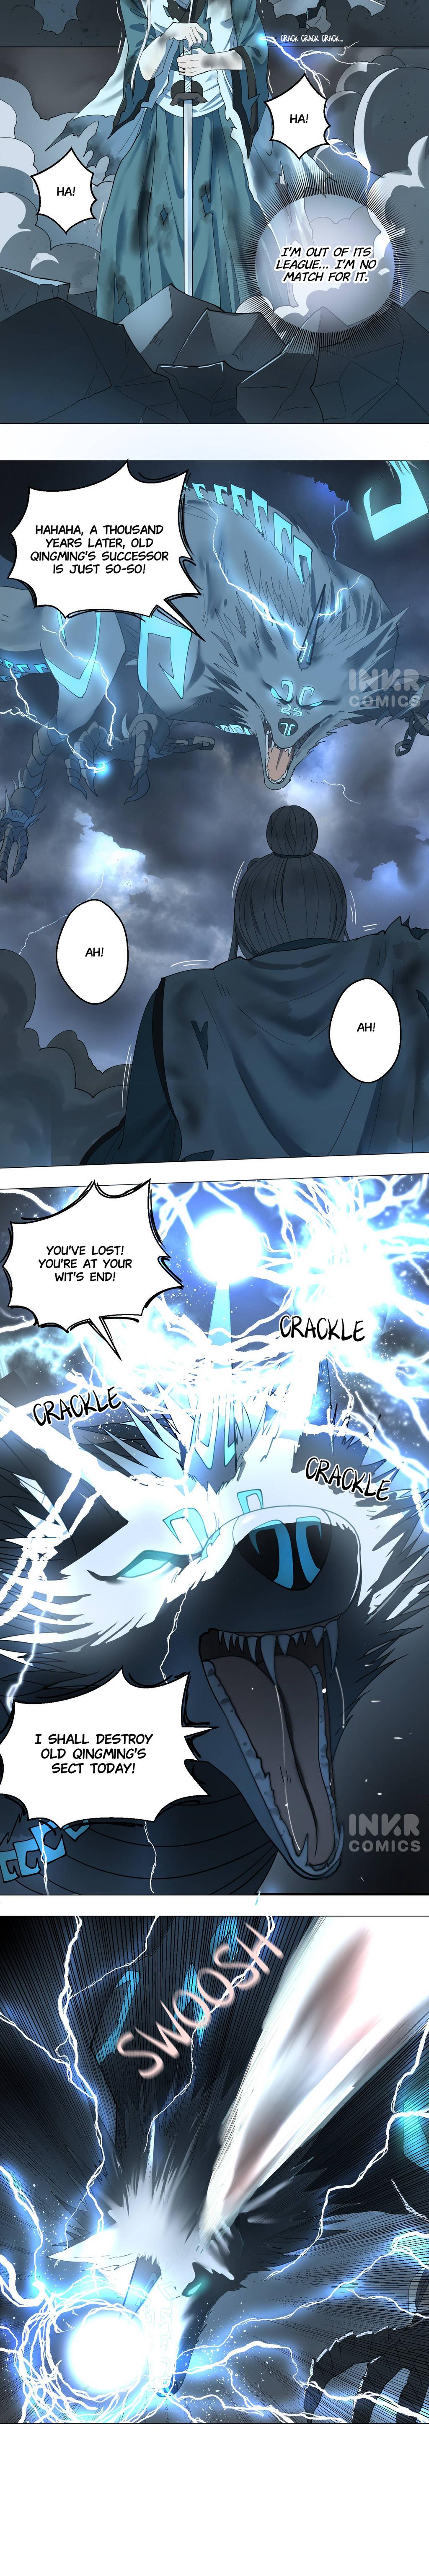 CRACK CRACK CRACK...
HA!
HA!
I'M OUT OF ITS
LEAGUE... I'M NO
MATCH FOR IT.
HAHAHA, A THOUSAND
YEARS LATER, OLD
QINGMING'S SUCCESSOR
IS JUST SO-SO!
INKR
COMICS
AH!
AH!
YOU'VE LOST!
YOU'RE AT YOUR
WIT'S END!
CRACKLE
CRACKLE
CRACKLE
I SHALL DESTROY
OLD QINGMING'S
SECT TODAY!
INKR
COMICS
SWOOSH